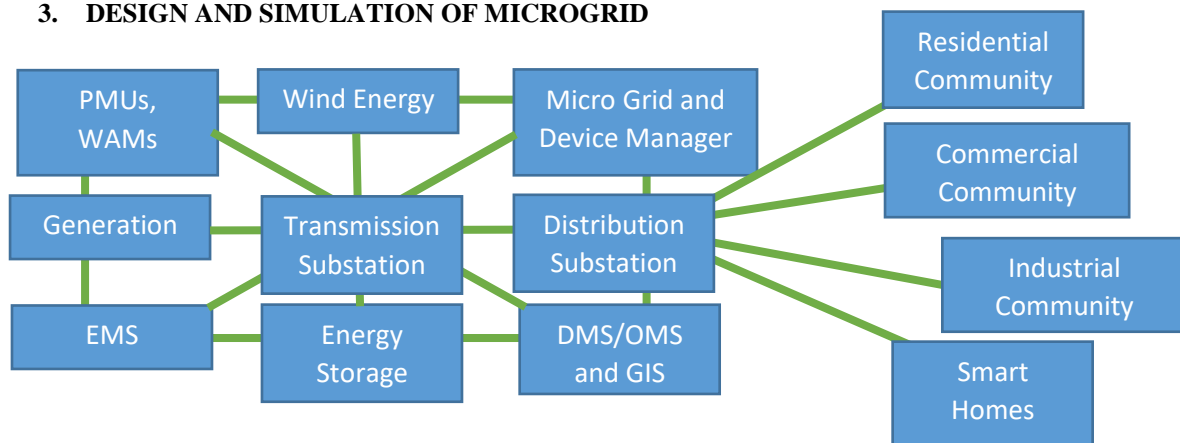 3. DESIGN AND SIMULATION OF MICROGRID
PMUs,
WAMs
Wind Energy
Micro Grid and
Device Manager
Residential
Community
Commercial
Community
Generation
Transmission
Substation
Distribution
Substation
Industrial
Community
EMS
Energy
Storage
DMS/OMS
and GIS
Smart
Homes